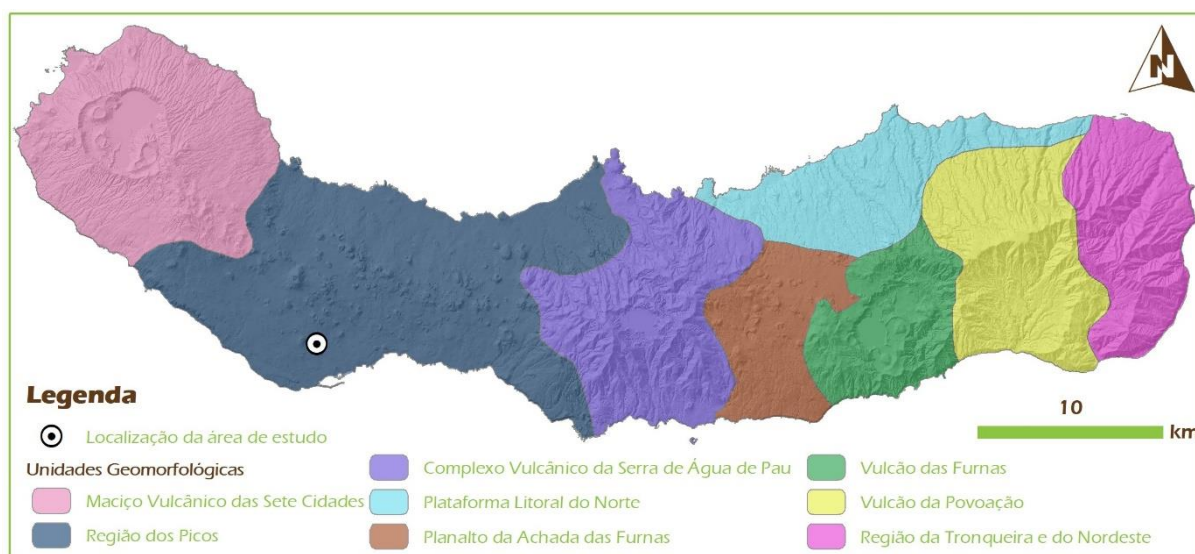 N
Legenda
Localização da área de estudo
Unidades Geomorfológicas
Maciço Vulcânico das Sete Cidades
Região dos Picos
Complexo Vulcânico da Serra de Água de Pau
Plataforma Litoral do Norte
Planalto da Achada das Furnas
Vulcão das Furnas
Vulcão da Povoação
Região da Tronqueira e do Nordeste
10
km